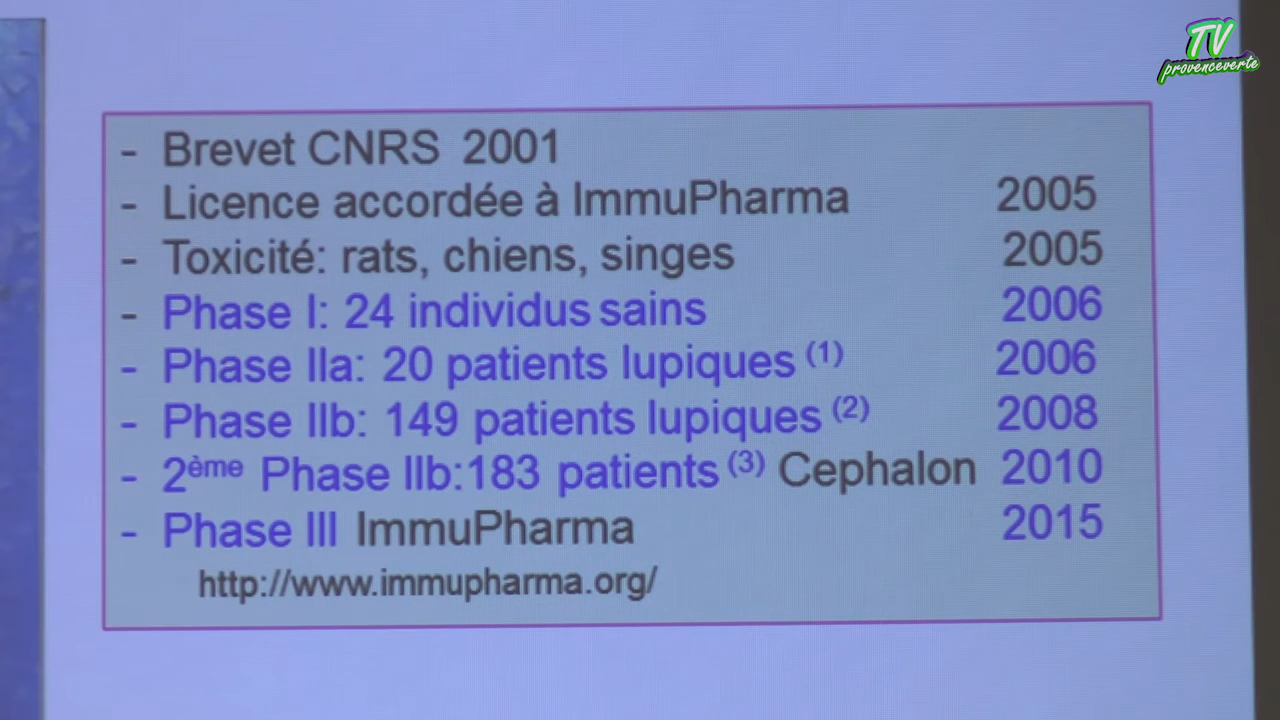 TV
provenceverte
- Brevet CNRS 2001
- Licence accordée à ImmuPharma 2005
- Toxicité: rats, chiens, singes 2005
- Phase I: 24 individus sains 2006
- Phase IIa: 20 patients lupiques (1) 2006
- Phase IIb: 149 patients lupiques (2) 2008
- 2ème Phase IIb:183 patients (3) Cephalon 2010
- Phase III ImmuPharma 2015
http://www.immupharma.org/